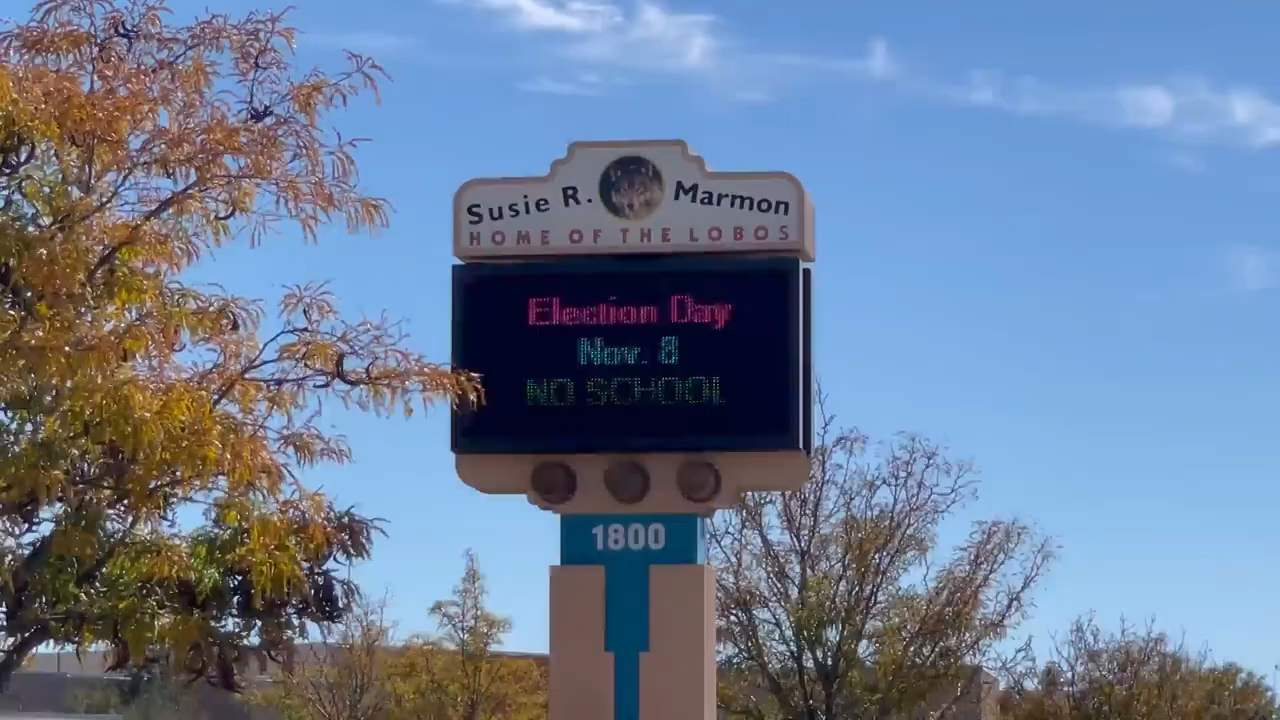 Susie R. Marmon
HOME OF THE LOBOS
Election Day
Nov. 8
NO SCHOOL
1800